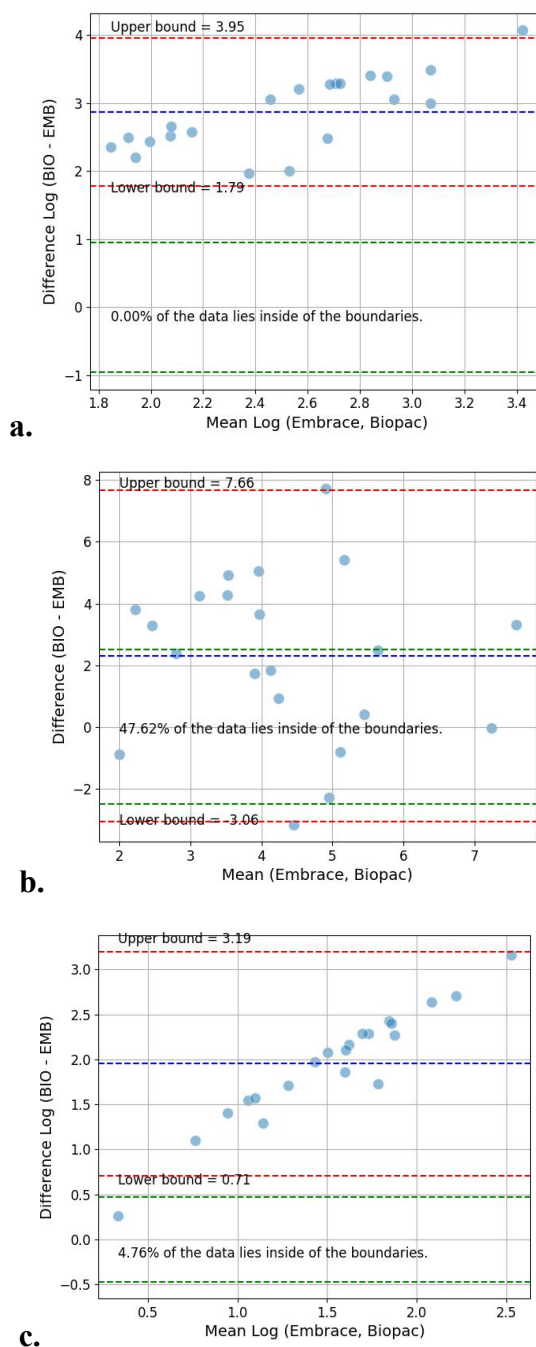 4
Upper bound = 3.95
3
2
Lower bound = 1.79
1
0
0.00% of the data lies inside of the boundaries.
−1
Difference Log (BIO - EMB)
1.8 2.0 2.2 2.4 2.6 2.8 3.0 3.2 3.4
Mean Log (Embrace, Biopac)
a.
8
Upper bound = 7.66
6
4
2
0
47.62% of the data lies inside of the boundaries.
−2
Lower bound = -3.06
Difference (BIO - EMB)
2 3 4 5 6 7
Mean (Embrace, Biopac)
b.
Upper bound = 3.19
3.0
2.5
2.0
1.5
1.0
Lower bound = 0.71
0.5
0.0
4.76% of the data lies inside of the boundaries.
−0.5
Difference Log (BIO - EMB)
0.5 1.0 1.5 2.0 2.5
Mean Log (Embrace, Biopac)
c.